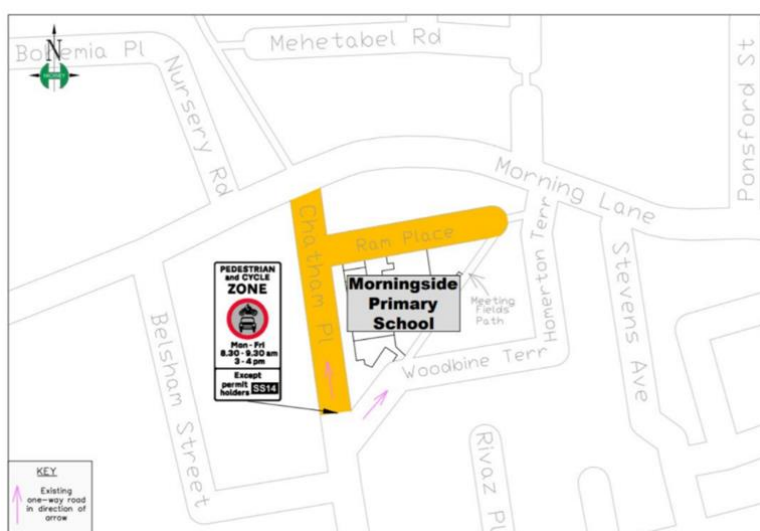 Bohemia Pl
N
HACKNEY
Nursery Rd
Mehetabel Rd
Ponsford St
Morning Lane
Chatham Pl
Ram Place
Homerton Terr
Stevens Ave
PEDESTRIAN
and CYCLE
ZONE
Mon - Fri
8.30 - 9.30 am
3 - 4 pm
Except
permit
holders SS14
Morningside
Primary
School
Meeting
Fields
Path
Woodbine Terr
Belsham Street
Rivaz Pl
KEY
Existing
one-way road
in direction of
arrow